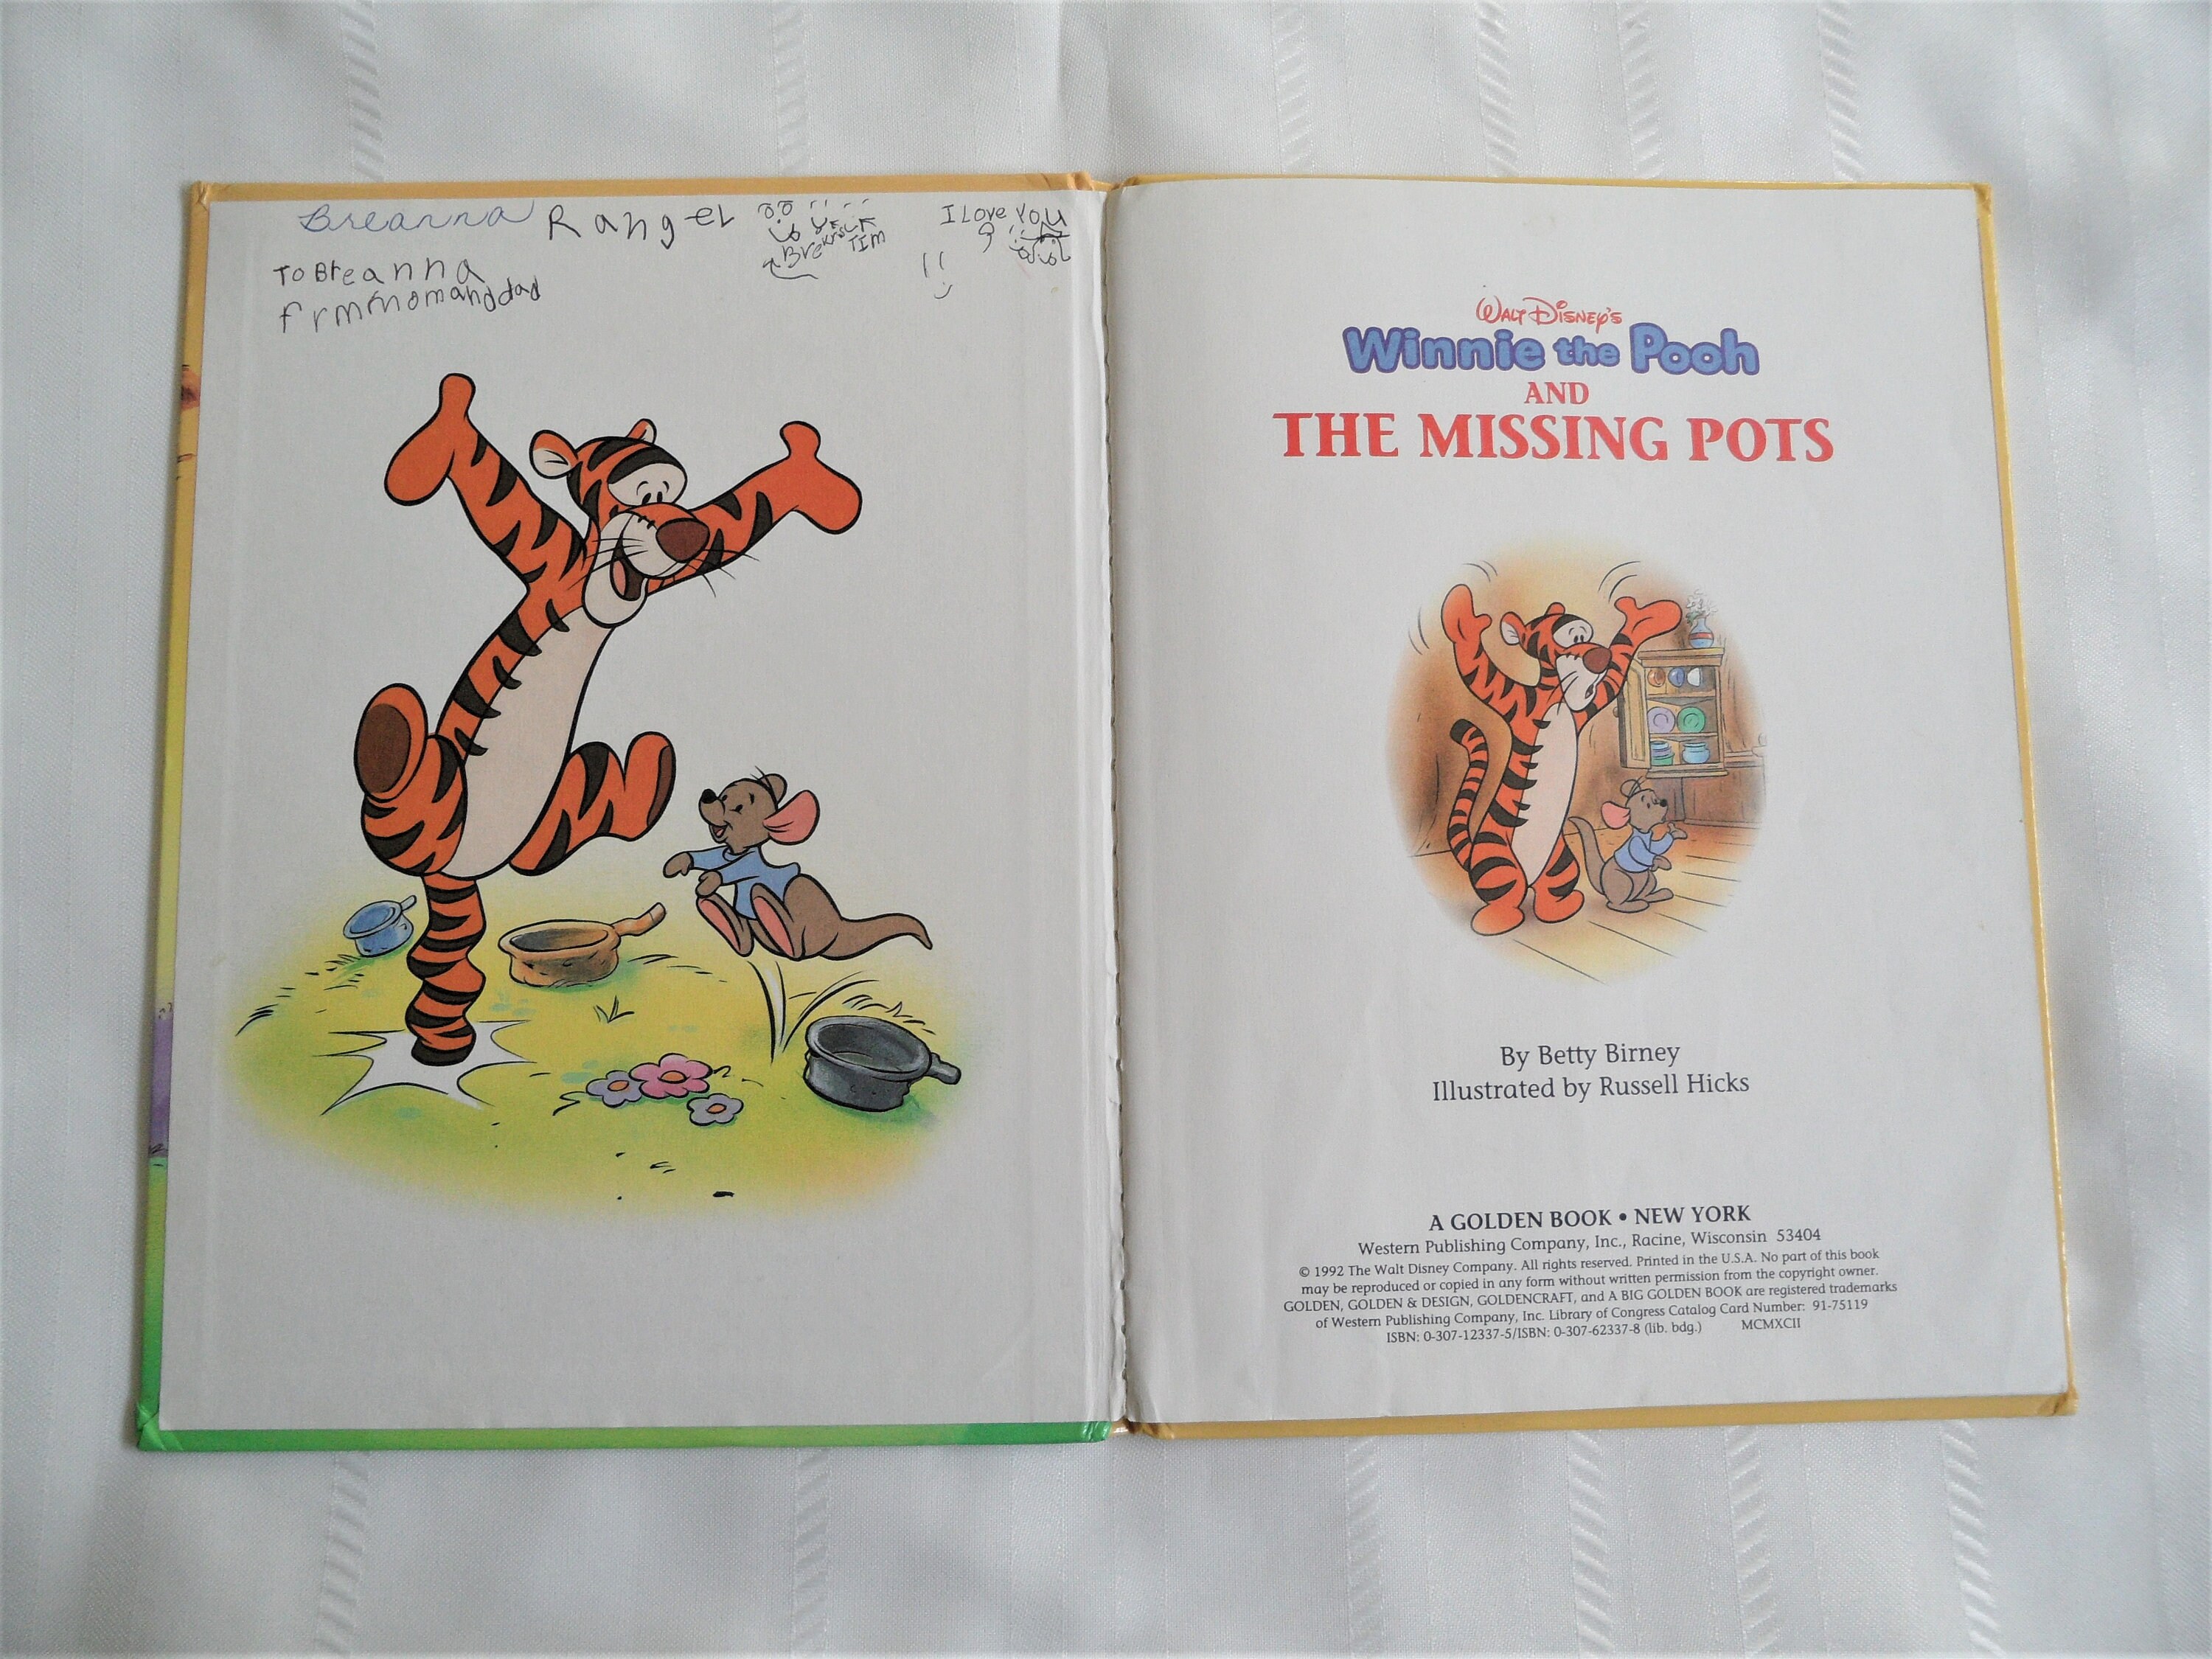 Breanna Rangel
I Love You
TIM
To Breanna
frm mom and dad
WALT DISNEY'S
Winnie the Pooh
AND
THE MISSING POTS
By Betty Birney
Illustrated by Russell Hicks
A GOLDEN BOOK • NEW YORK
Western Publishing Company, Inc., Racine, Wisconsin 53404
© 1992 The Walt Disney Company. All rights reserved. Printed in the U.S.A. No part of this book
may be reproduced or copied in any form without written permission from the copyright owner.
GOLDEN, GOLDEN & DESIGN, GOLDENCRAFT, and A BIG GOLDEN BOOK are registered trademarks
of Western Publishing Company, Inc. Library of Congress Catalog Card Number: 91-75119
ISBN: 0-307-12337-5/ISBN: 0-307-62337-8 (lib. bdg.) MCMXCII